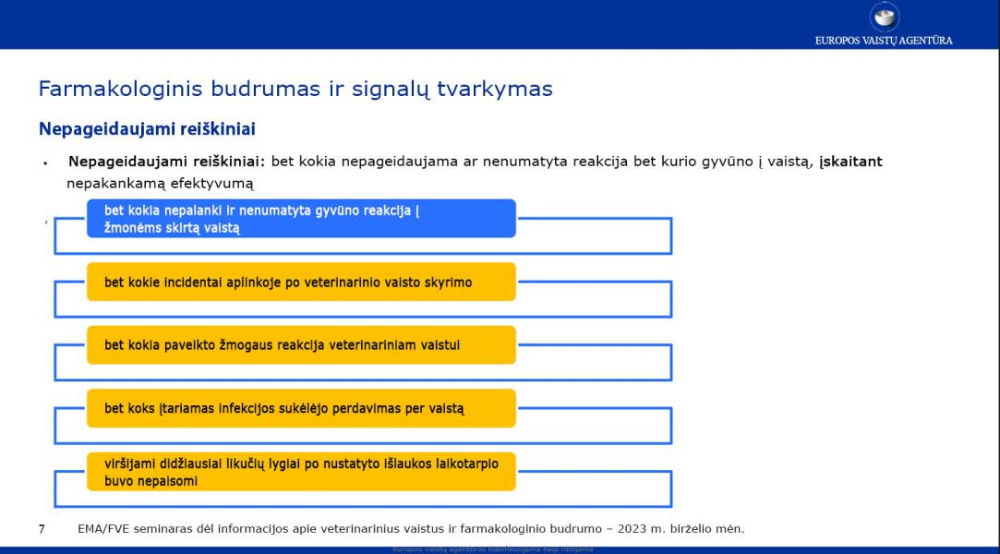 EUROPOS VAISTŲ AGENTŪRA
Farmakologinis budrumas ir signalų tvarkymas
Nepageidaujami reiškiniai
• Nepageidaujami reiškiniai: bet kokia nepageidaujama ar nenumatyta reakcija bet kurio gyvūno į vaistą, įskaitant
nepakankamą efektyvumą
,
bet kokia nepalanki ir nenumatyta gyvūno reakcija į
žmonėms skirtą vaistą
bet kokie incidentai aplinkoje po veterinarinio vaisto skyrimo
bet kokia paveikto žmogaus reakcija veterinariniam vaistui
bet koks įtariamas infekcijos sukėlėjo perdavimas per vaistą
viršijami didžiausiai likučių lygiai po nustatyto išlaukos laikotarpio
buvo nepaisomi
7 EMA/FVE seminaras dėl informacijos apie veterinarinius vaistus ir farmakologinio budrumo – 2023 m. birželio mėn.
Europos vaistų agentūros klasifikuojama kaip ribojama